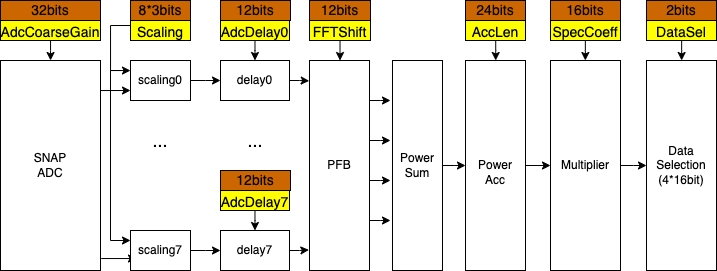 32bits
AdcCoarseGain
8*3bits
Scaling
12bits
AdcDelay0
12bits
FFTShift
24bits
AccLen
16bits
SpecCoeff
2bits
DataSel
SNAP
ADC
scaling0
delay0
...
...
12bits
AdcDelay7
scaling7
delay7
PFB
Power
Sum
Power
Acc
Multiplier
Data
Selection
(4*16bit)